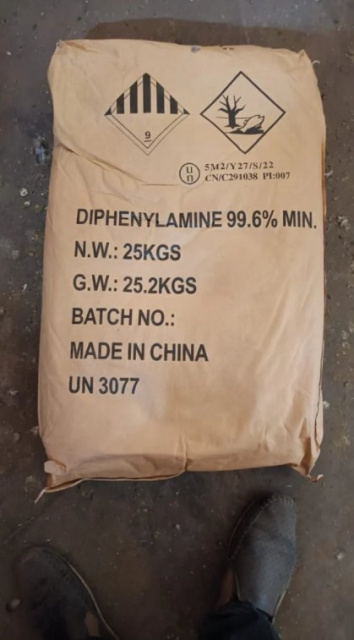 9
un
5M2/Y27/S/22
CN/C291038 PI:007
DIPHENYLAMINE 99.6% MIN.
N.W.: 25KGS
G.W.: 25.2KGS
BATCH NO.:
MADE IN CHINA
UN 3077